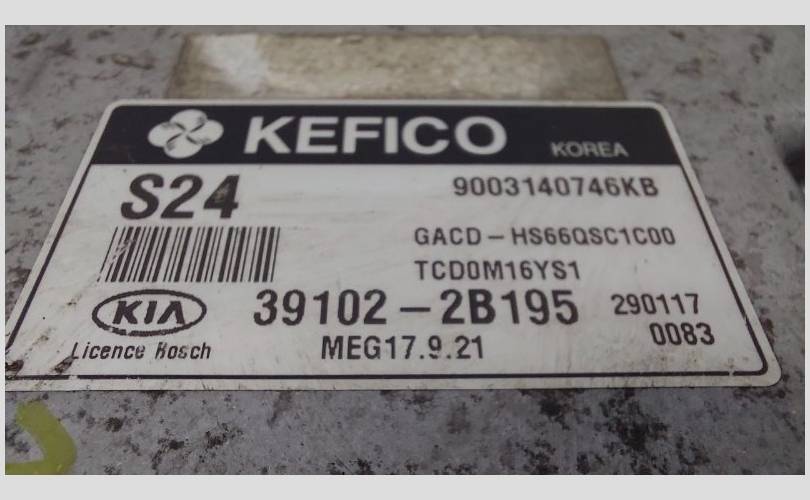 KEFICO KOREA
S24 9003140746KB
GACD-HS66QSC1C00
TCD0M16YS1
KIA 39102-2B195 290117
Licence Bosch MEG17.9.21 0083